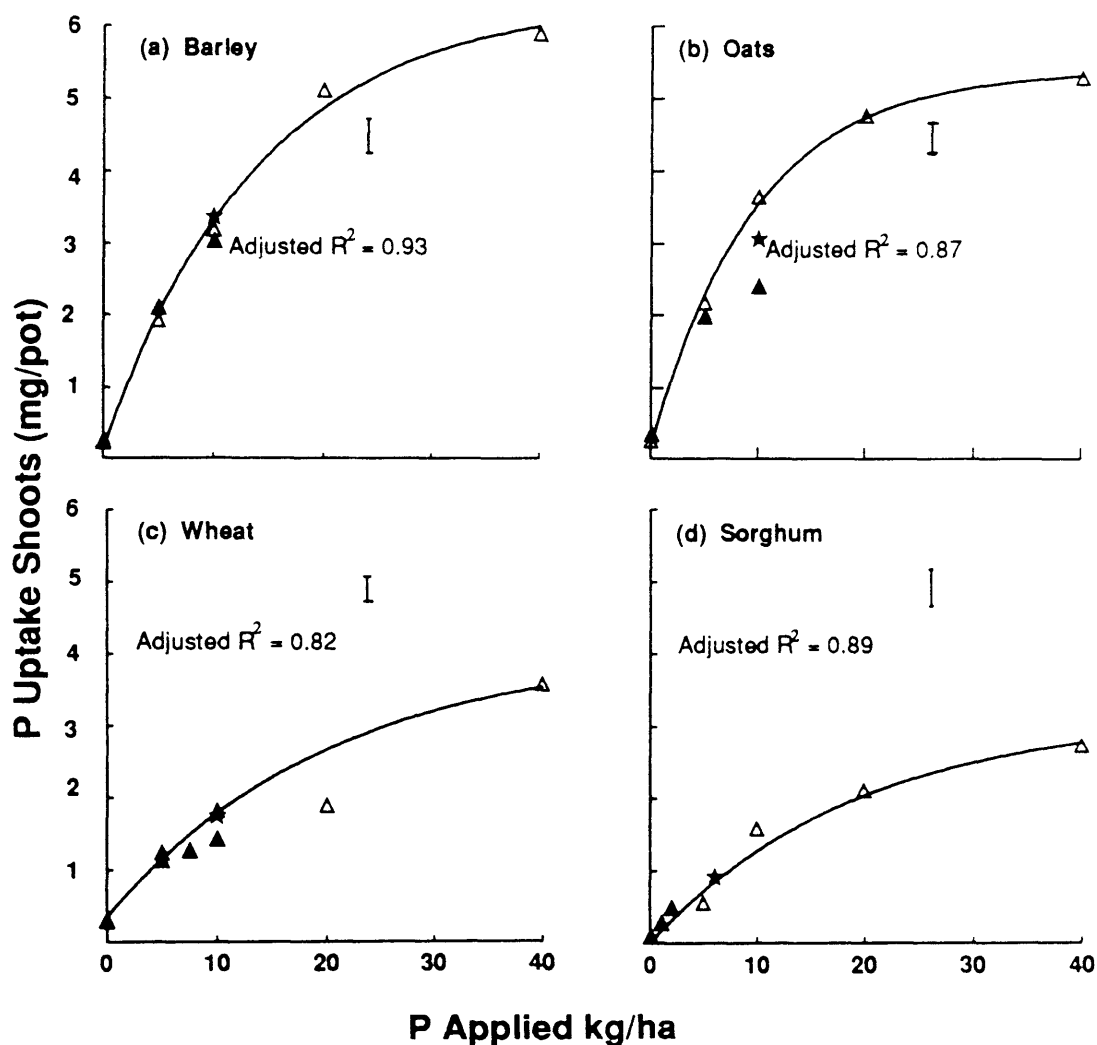 P Uptake Shoots (mg/pot)
(a) Barley
6
5
4
3
2
1
Adjusted R² = 0.93
(b) Oats
Adjusted R² = 0.87
(c) Wheat
6
5
4
3
2
1
Adjusted R² = 0.82
0 10 20 30 40
(d) Sorghum
Adjusted R² = 0.89
0 10 20 30 40
P Applied kg/ha